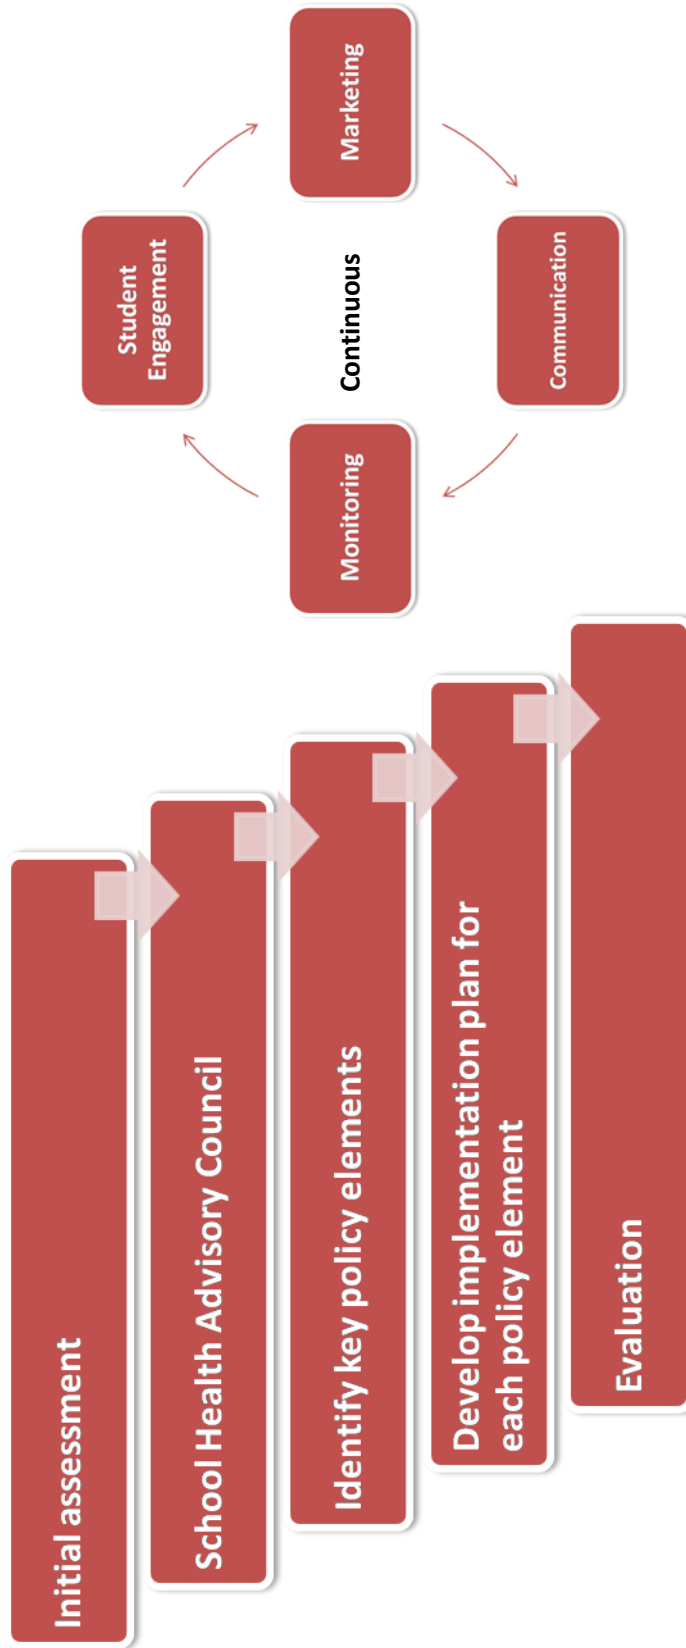 Initial assessment
School Health Advisory Council
Identify key policy elements
Develop implementation plan for
each policy element
Evaluation
Student
Engagement
Marketing
Continuous
Monitoring
Communication